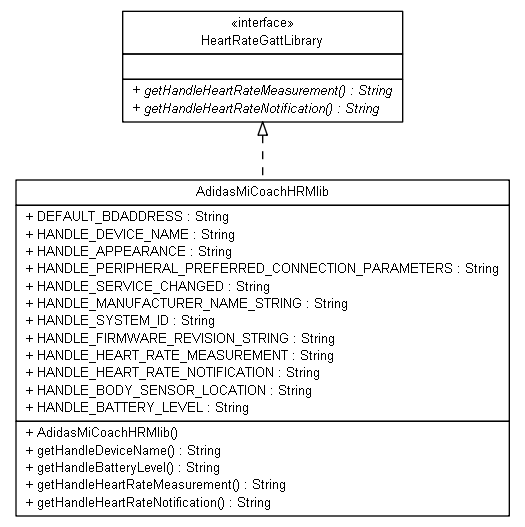 «interface»
HeartRateGattLibrary
+ getHandleHeartRateMeasurement() : String
+ getHandleHeartRateNotification() : String
AdidasMiCoachHRMlib
+ DEFAULT_BDADDRESS : String
+ HANDLE_DEVICE_NAME : String
+ HANDLE_APPEARANCE : String
+ HANDLE_PERIPHERAL_PREFERRED_CONNECTION_PARAMETERS : String
+ HANDLE_SERVICE_CHANGED : String
+ HANDLE_MANUFACTURER_NAME_STRING : String
+ HANDLE_SYSTEM_ID : String
+ HANDLE_FIRMWARE_REVISION_STRING : String
+ HANDLE_HEART_RATE_MEASUREMENT : String
+ HANDLE_HEART_RATE_NOTIFICATION : String
+ HANDLE_BODY_SENSOR_LOCATION : String
+ HANDLE_BATTERY_LEVEL : String
+ AdidasMiCoachHRMlib()
+ getHandleDeviceName() : String
+ getHandleBatteryLevel() : String
+ getHandleHeartRateMeasurement() : String
+ getHandleHeartRateNotification() : String